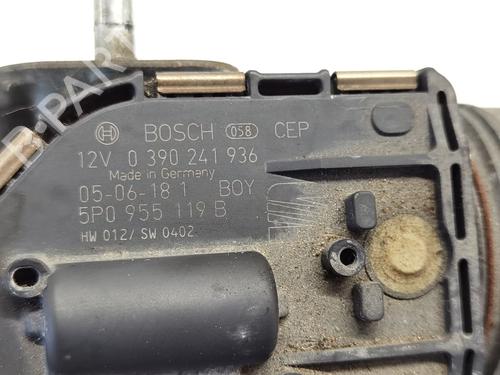 BOSCH 058 CEP
12V 0 390 241 936
Made in Germany
05-06-18 1 BOY
5P0 955 119 B
HW 012/ SW 0402